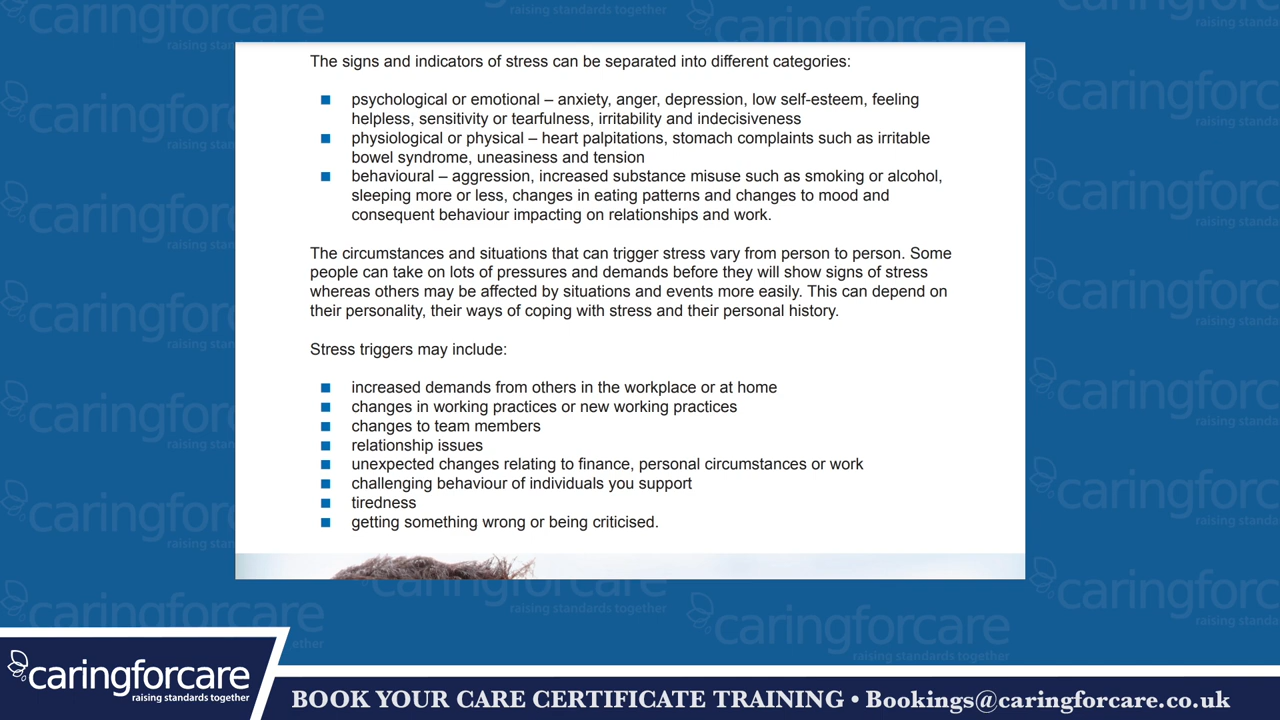 The signs and indicators of stress can be separated into different categories:
psychological or emotional – anxiety, anger, depression, low self-esteem, feeling
helpless, sensitivity or tearfulness, irritability and indecisiveness
physiological or physical – heart palpitations, stomach complaints such as irritable
bowel syndrome, uneasiness and tension
behavioural – aggression, increased substance misuse such as smoking or alcohol,
sleeping more or less, changes in eating patterns and changes to mood and
consequent behaviour impacting on relationships and work.
The circumstances and situations that can trigger stress vary from person to person. Some
people can take on lots of pressures and demands before they will show signs of stress
whereas others may be affected by situations and events more easily. This can depend on
their personality, their ways of coping with stress and their personal history.
Stress triggers may include:
increased demands from others in the workplace or at home
changes in working practices or new working practices
changes to team members
relationship issues
unexpected changes relating to finance, personal circumstances or work
challenging behaviour of individuals you support
tiredness
getting something wrong or being criticised.
caringforcare
raising standards together
BOOK YOUR CARE CERTIFICATE TRAINING • Bookings@caringforcare.co.uk